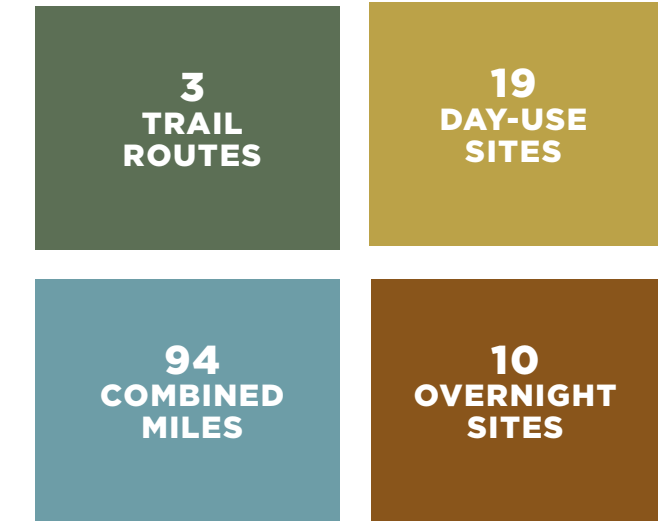 3
TRAIL
ROUTES
19
DAY-USE
SITES
94
COMBINED
MILES
10
OVERNIGHT
SITES